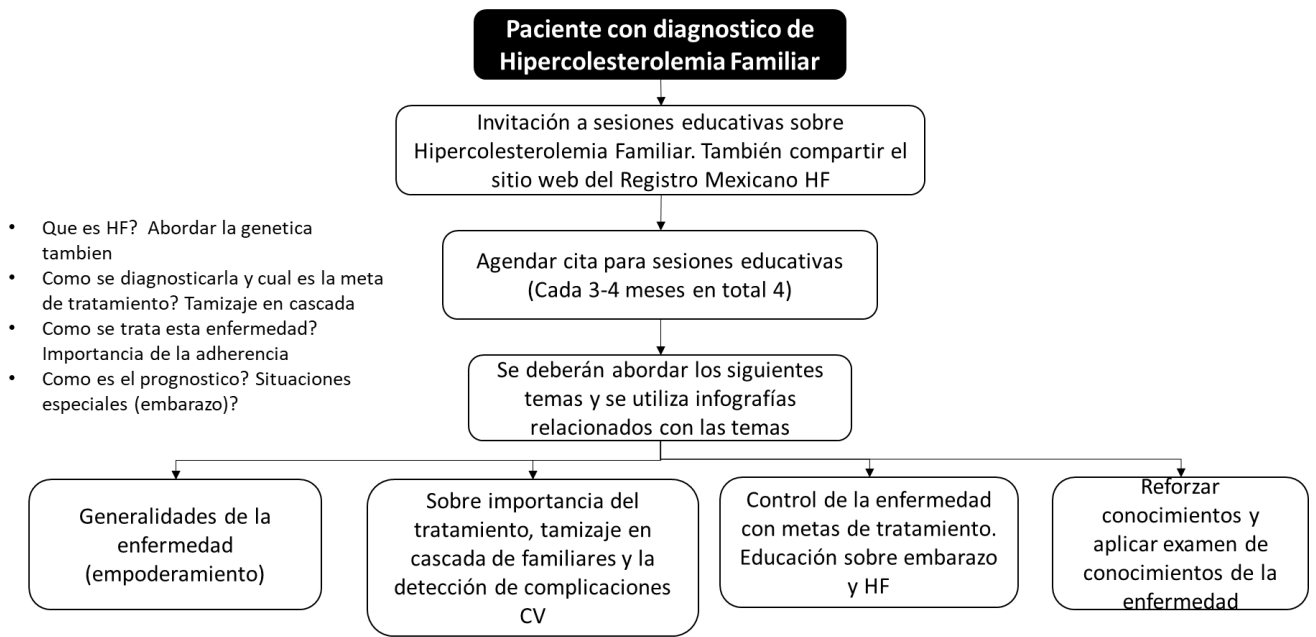 Paciente con diagnostico de
Hipercolesterolemia Familiar
Invitación a sesiones educativas sobre
Hipercolesterolemia Familiar. También compartir el
sitio web del Registro Mexicano HF
• Que es HF? Abordar la genetica
tambien
• Como se diagnosticarla y cual es la meta
de tratamiento? Tamizaje en cascada
• Como se trata esta enfermedad?
Importancia de la adherencia
• Como es el prognostico? Situaciones
especiales (embarazo)?
Agendar cita para sesiones educativas
(Cada 3-4 meses en total 4)
Se deberán abordar los siguientes
temas y se utiliza infografías
relacionados con las temas
Generalidades de la
enfermedad
(empoderamiento)
Sobre importancia del
tratamiento, tamizaje en
cascada de familiares y la
detección de complicaciones
CV
Control de la enfermedad
con metas de tratamiento.
Educación sobre embarazo
y HF
Reforzar
conocimientos y
aplicar examen de
conocimientos de la
enfermedad